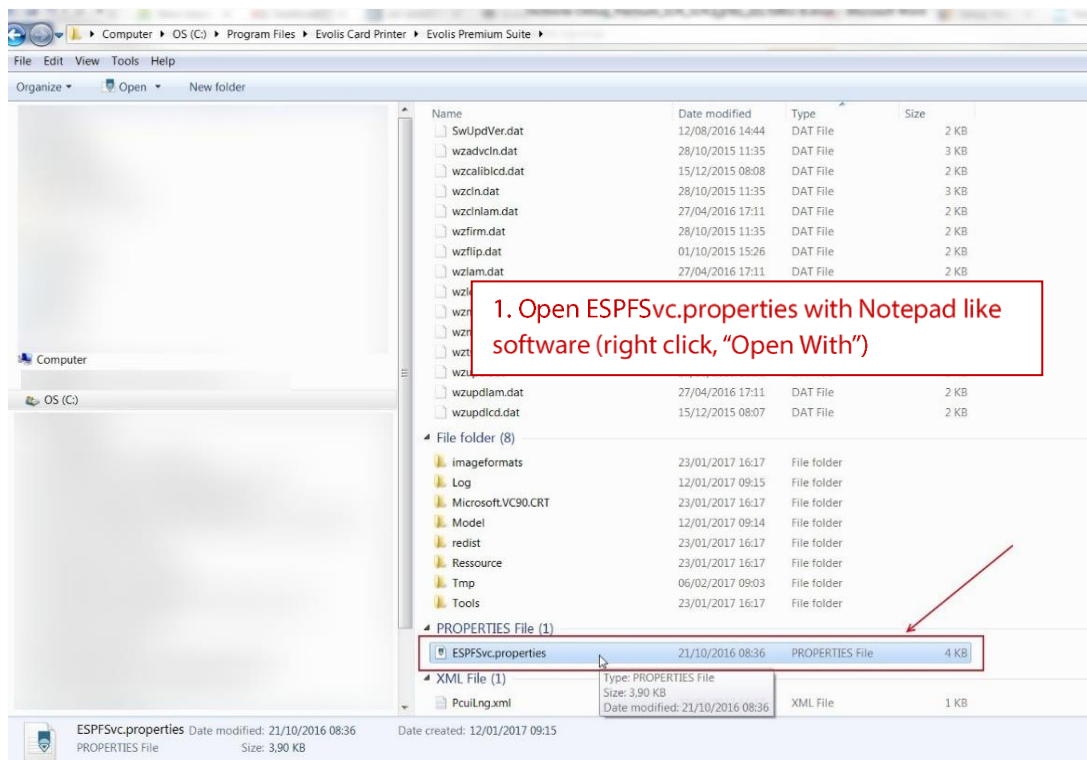 Computer ▸ OS (C:) ▸ Program Files ▸ Evolis Card Printer ▸ Evolis Premium Suite ▸
File Edit View Tools Help
Organize Open New folder
Name Date modified Type Size
SwUpdVer.dat 12/08/2016 14:44 DAT File 2 KB
wzadvcln.dat 28/10/2015 11:35 DAT File 3 KB
wzcaliblcd.dat 15/12/2015 08:08 DAT File 2 KB
wzcln.dat 28/10/2015 11:35 DAT File 3 KB
wzclnlam.dat 27/04/2016 17:11 DAT File 2 KB
wzfirm.dat 28/10/2015 11:35 DAT File 2 KB
wzflip.dat 01/10/2015 15:26 DAT File 2 KB
wzlam.dat 27/04/2016 17:11 DAT File 2 KB
1. Open ESPFSvc.properties with Notepad like
software (right click, “Open With”)
Computer
OS (C:)
wzupdlam.dat 27/04/2016 17:11 DAT File 2 KB
wzupdlcd.dat 15/12/2015 08:07 DAT File 2 KB
File folder (8)
imageformats 23/01/2017 16:17 File folder
Log 12/01/2017 09:15 File folder
Microsoft.VC90.CRT 23/01/2017 16:17 File folder
Model 12/01/2017 09:14 File folder
redist 23/01/2017 16:17 File folder
Ressource 23/01/2017 16:17 File folder
Tmp 06/02/2017 09:03 File folder
Tools 23/01/2017 16:17 File folder
PROPERTIES File (1)
ESPFSvc.properties 21/10/2016 08:36 PROPERTIES File 4 KB
XML File (1)
Type: PROPERTIES File
Size: 3,90 KB
Date modified: 21/10/2016 08:36
PcuiLng.xml XML File 1 KB
ESPFSvc.properties Date modified: 21/10/2016 08:36 Date created: 12/01/2017 09:15
PROPERTIES File Size: 3,90 KB